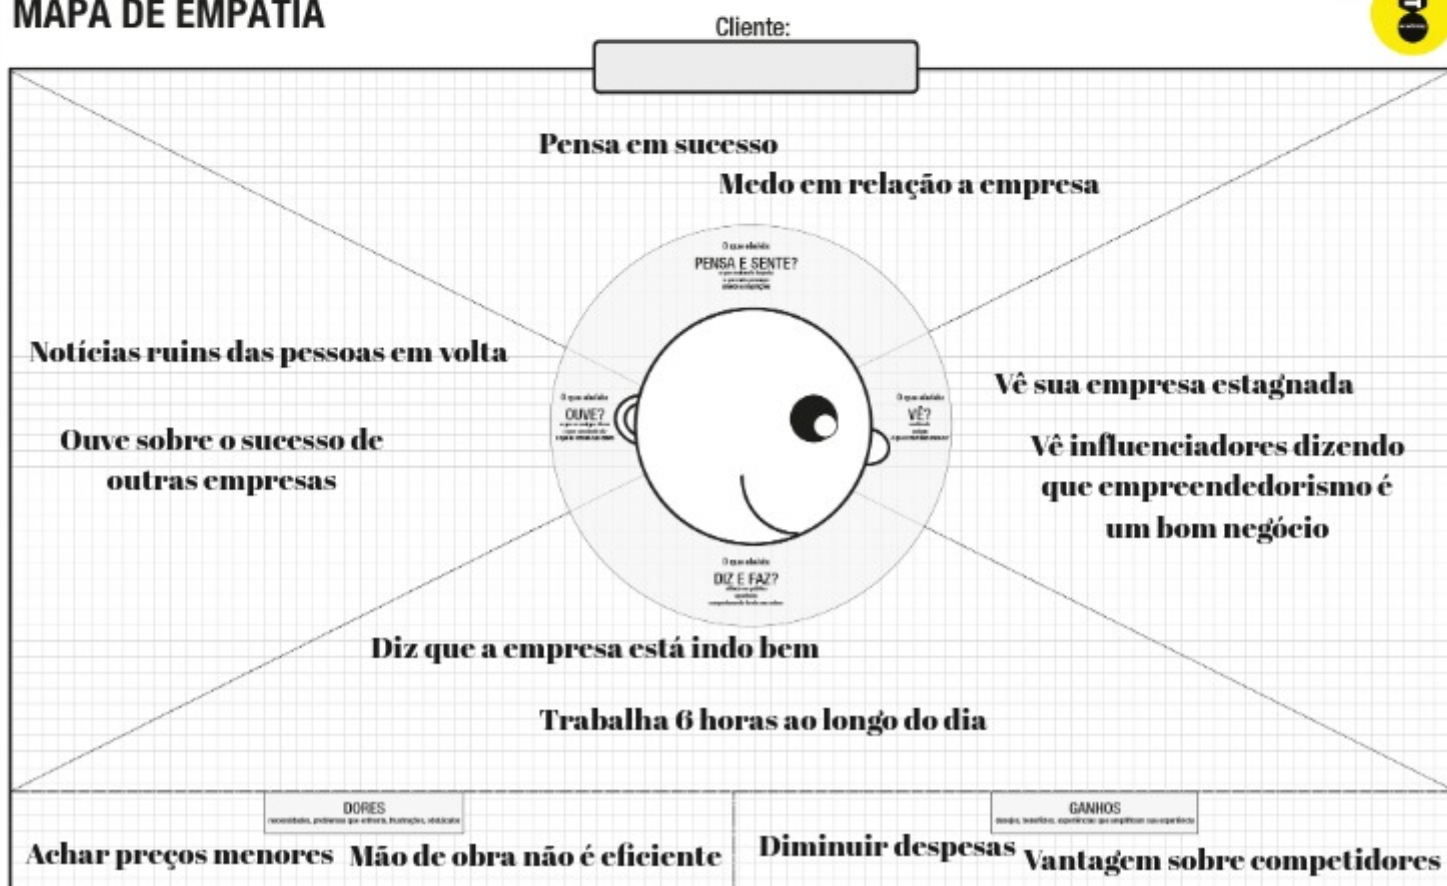 MAPA DE EMPATIA
Cliente:
Pensa em sucesso
Medo em relação a empresa
PENSA E SENTE?
Notícias ruins das pessoas em volta
Ouve sobre o sucesso de
outras empresas
OUVE?
VÊ?
Vê sua empresa estagnada
Vê influenciadores dizendo
que empreendedorismo é
um bom negócio
DIZ E FAZ?
Diz que a empresa está indo bem
Trabalha 6 horas ao longo do dia
DORES
Achar preços menores
Mão de obra não é eficiente
GANHOS
Diminuir despesas
Vantagem sobre competidores